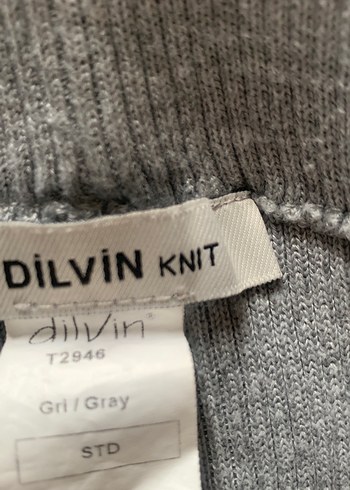 DİLVİN KNIT
dilvin
T2946
Gri / Gray
STD